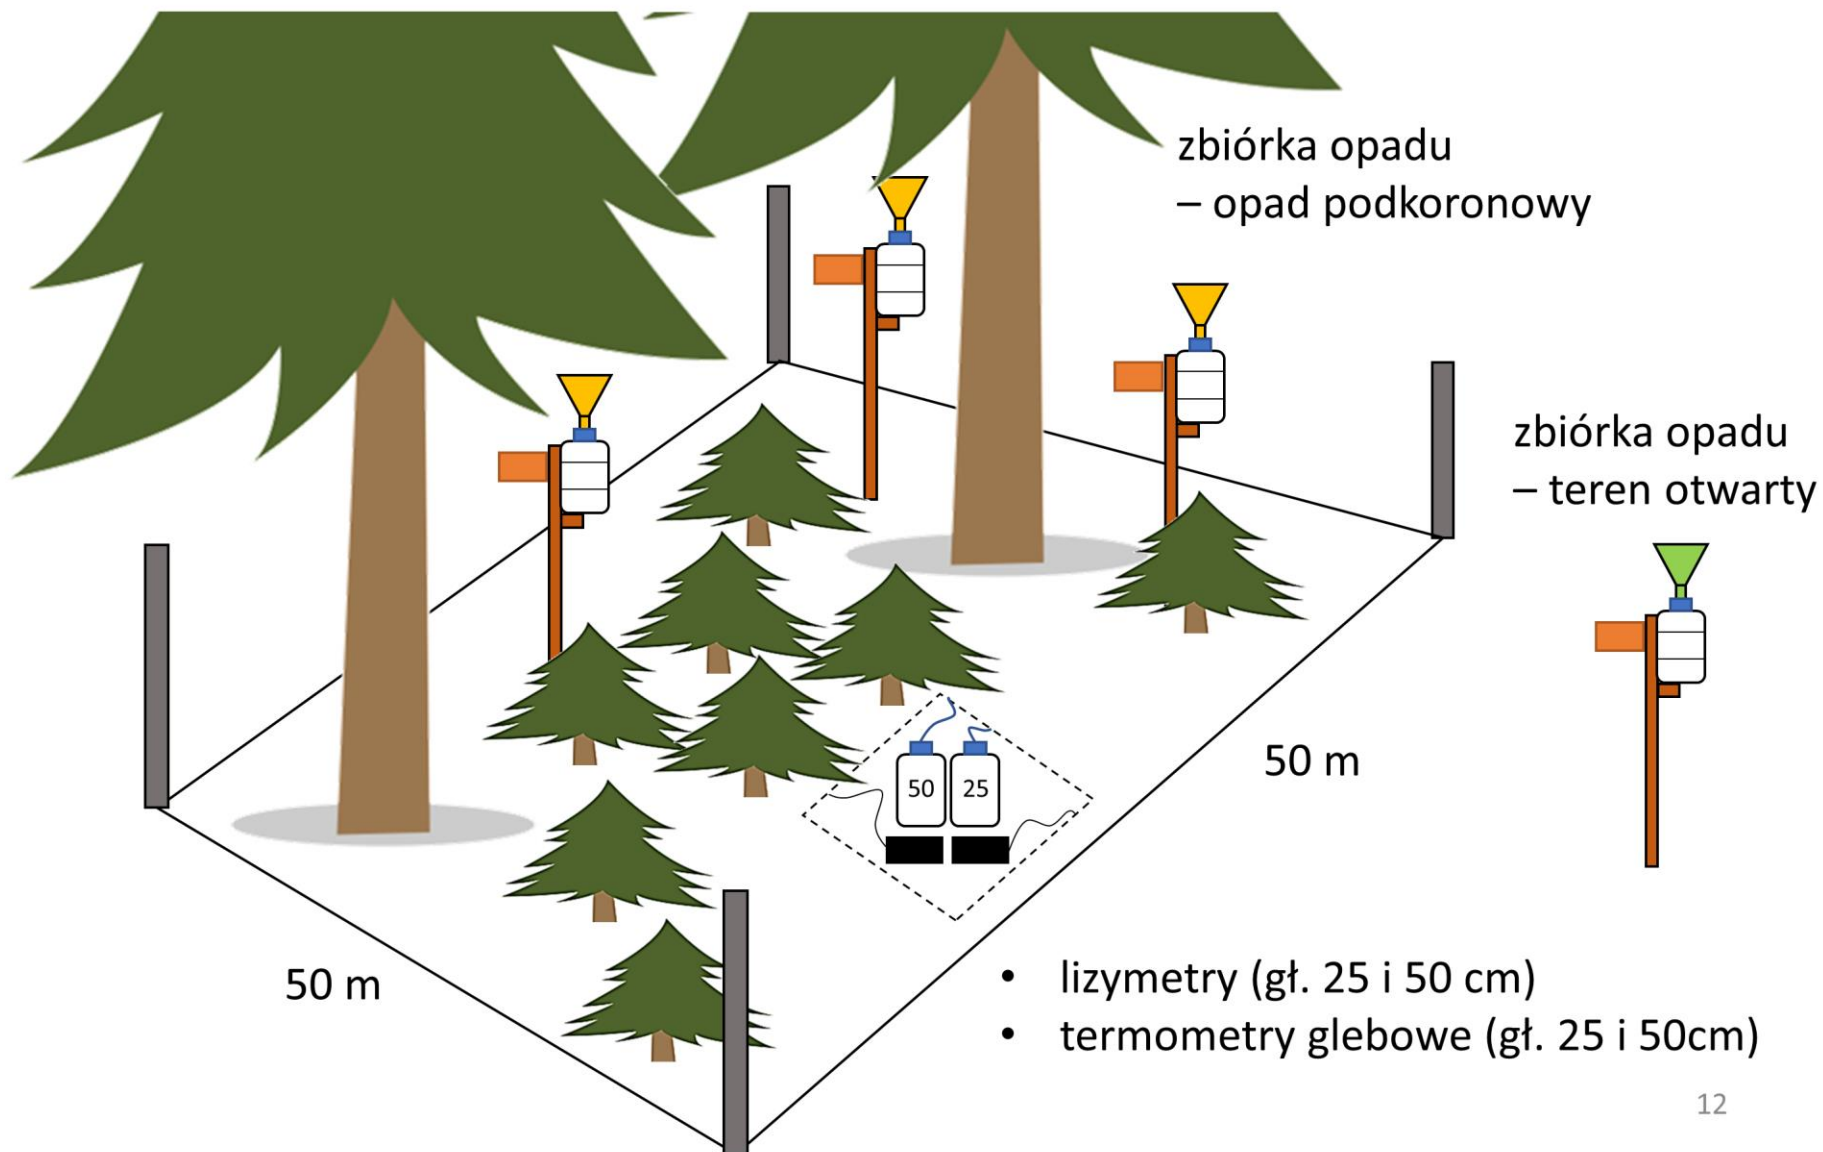 zbiórka opadu
– opad podkoronowy
zbiórka opadu
– teren otwarty
50 m
50 25
50 m
• lizymetry (gł. 25 i 50 cm)
• termometry glebowe (gł. 25 i 50cm)
12